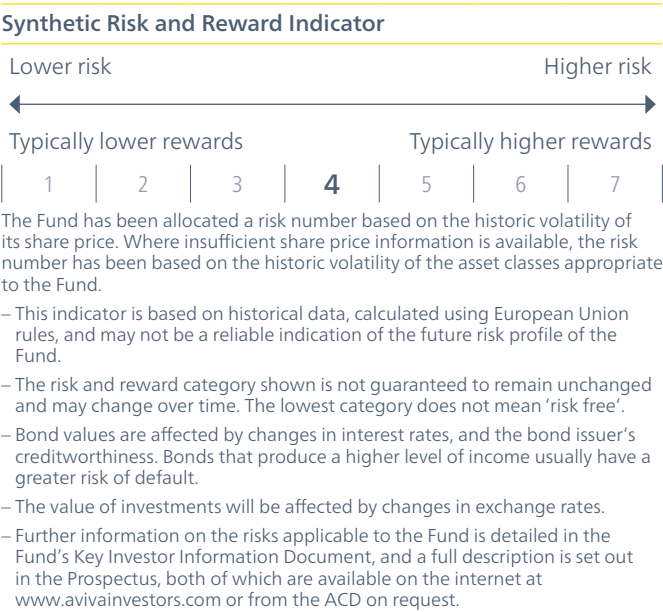 Synthetic Risk and Reward Indicator
Lower risk Higher risk
Typically lower rewards Typically higher rewards
1 2 3 4 5 6 7
The Fund has been allocated a risk number based on the historic volatility of
its share price. Where insufficient share price information is available, the risk
number has been based on the historic volatility of the asset classes appropriate
to the Fund.
– This indicator is based on historical data, calculated using European Union
rules, and may not be a reliable indication of the future risk profile of the
Fund.
– The risk and reward category shown is not guaranteed to remain unchanged
and may change over time. The lowest category does not mean ‘risk free’.
– Bond values are affected by changes in interest rates, and the bond issuer’s
creditworthiness. Bonds that produce a higher level of income usually have a
greater risk of default.
– The value of investments will be affected by changes in exchange rates.
– Further information on the risks applicable to the Fund is detailed in the
Fund’s Key Investor Information Document, and a full description is set out
in the Prospectus, both of which are available on the internet at
www.avivainvestors.com or from the ACD on request.